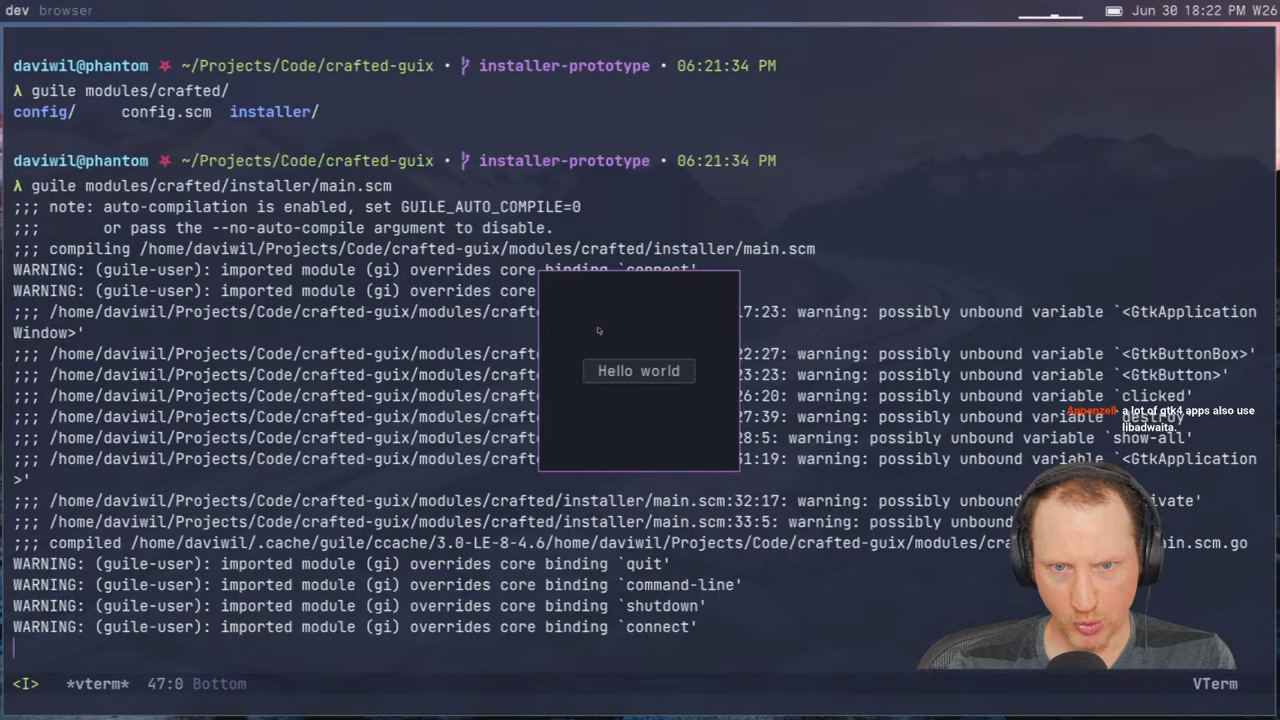 dev browser
Jun 30 18:22 PM W26
daviwil@phantom ~/Projects/Code/crafted-guix • installer-prototype • 06:21:34 PM
λ guile modules/crafted/
config/ config.scm installer/
daviwil@phantom ~/Projects/Code/crafted-guix • installer-prototype • 06:21:34 PM
λ guile modules/crafted/installer/main.scm
;;; note: auto-compilation is enabled, set GUILE_AUTO_COMPILE=0
;;; or pass the --no-auto-compile argument to disable.
;;; compiling /home/daviwil/Projects/Code/crafted-guix/modules/crafted/installer/main.scm
WARNING: (guile-user): imported module (gi) overrides core binding `connect'
WARNING: (guile-user): imported module (gi) overrides core
;;; /home/daviwil/Projects/Code/crafted-guix/modules/craft 17:23: warning: possibly unbound variable `<GtkApplication
Window>'
;;; /home/daviwil/Projects/Code/crafted-guix/modules/craft 22:27: warning: possibly unbound variable `<GtkButtonBox>'
;;; /home/daviwil/Projects/Code/crafted-guix/modules/craft 23:23: warning: possibly unbound variable `<GtkButton>'
;;; /home/daviwil/Projects/Code/crafted-guix/modules/craft 26:20: warning: possibly unbound variable `clicked'
;;; /home/daviwil/Projects/Code/crafted-guix/modules/craft 27:39: warning: possibly unbound variable `destroy'
;;; /home/daviwil/Projects/Code/crafted-guix/modules/craft 28:5: warning: possibly unbound variable `show-all'
;;; /home/daviwil/Projects/Code/crafted-guix/modules/craft 31:19: warning: possibly unbound variable `<GtkApplication
>'
;;; /home/daviwil/Projects/Code/crafted-guix/modules/crafted/installer/main.scm:32:17: warning: possibly unbound
;;; /home/daviwil/Projects/Code/crafted-guix/modules/crafted/installer/main.scm:33:5: warning: possibly unbound
;;; compiled /home/daviwil/.cache/guile/ccache/3.0-LE-8-4.6/home/daviwil/Projects/Code/crafted-guix/modules/cra ain.scm.go
WARNING: (guile-user): imported module (gi) overrides core binding `quit'
WARNING: (guile-user): imported module (gi) overrides core binding `command-line'
WARNING: (guile-user): imported module (gi) overrides core binding `shutdown'
WARNING: (guile-user): imported module (gi) overrides core binding `connect'
Hello world
Appenzell a lot of gtk4 apps also use
libadwaita.
<I> *vterm* 47:0 Bottom VTerm